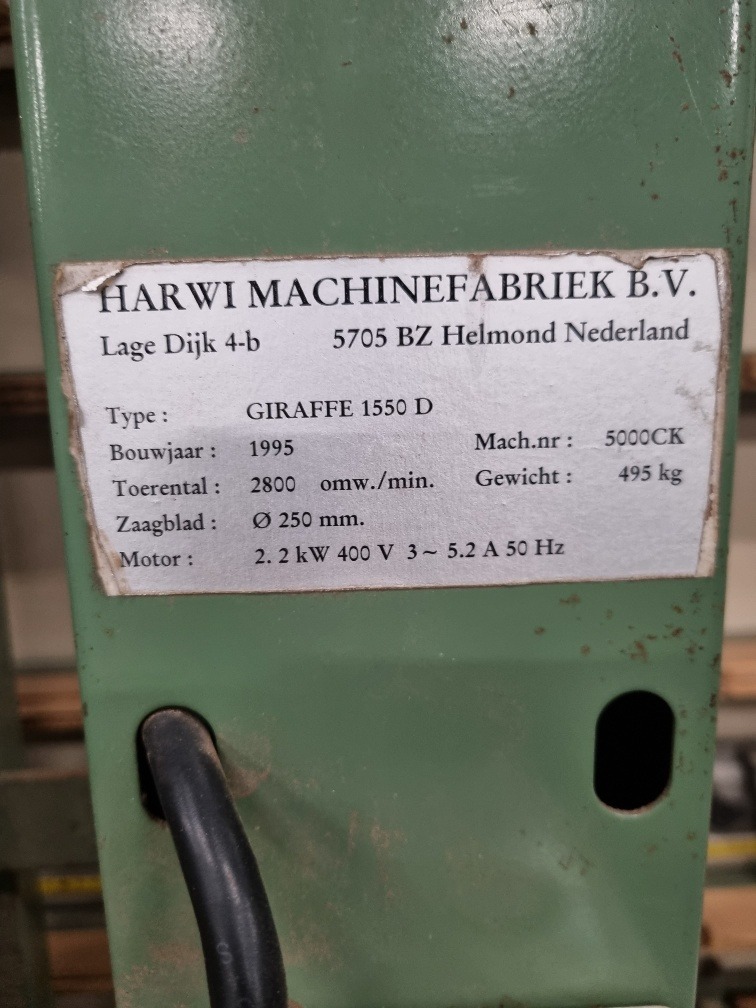 HARWI MACHINEFABRIEK B.V.
Lage Dijk 4-b 5705 BZ Helmond Nederland
Type : GIRAFFE 1550 D
Bouwjaar : 1995 Mach.nr : 5000CK
Toerental : 2800 omw./min. Gewicht : 495 kg
Zaagblad : Ø 250 mm.
Motor : 2. 2 kW 400 V 3~ 5.2 A 50 Hz